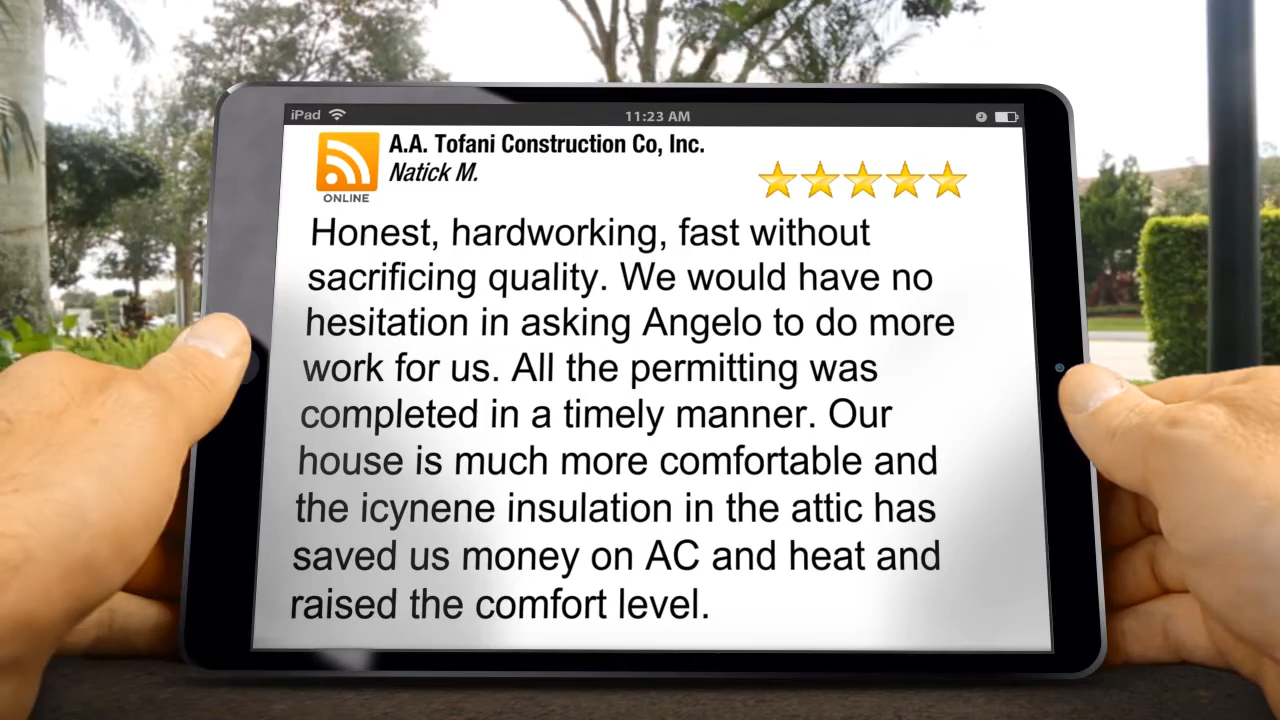 iPad
11:23 AM
A.A. Tofani Construction Co, Inc.
Natick M.
ONLINE
Honest, hardworking, fast without
sacrificing quality. We would have no
hesitation in asking Angelo to do more
work for us. All the permitting was
completed in a timely manner. Our
house is much more comfortable and
the icynene insulation in the attic has
saved us money on AC and heat and
raised the comfort level.